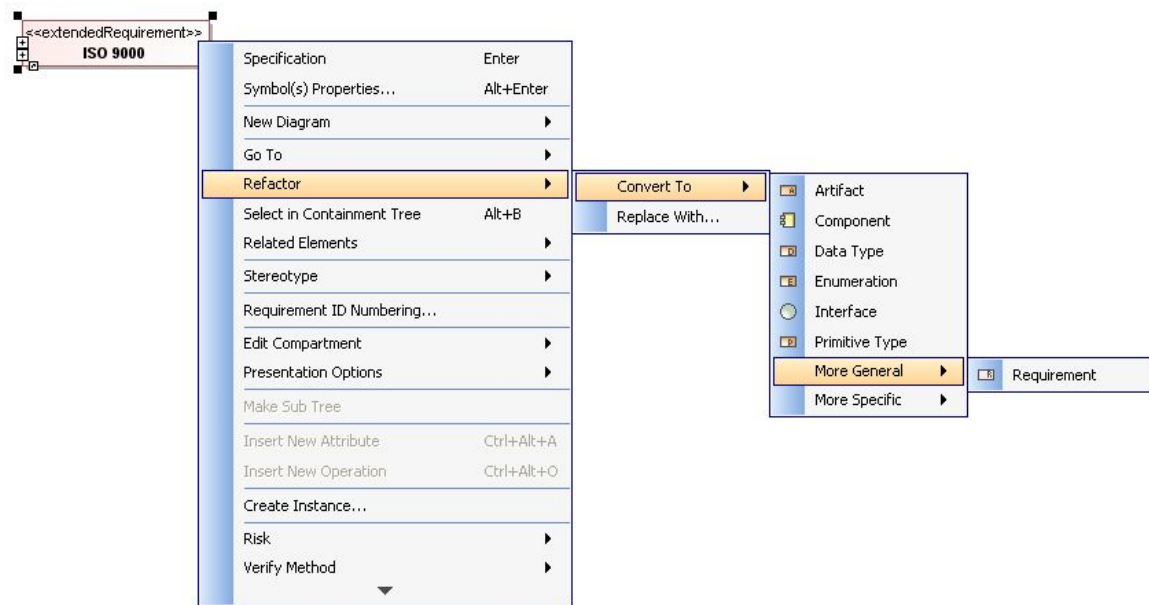 <<extendedRequirement>>
ISO 9000
Specification Enter
Symbol(s) Properties... Alt+Enter
New Diagram
Go To
Refactor
Convert To
Artifact
Select in Containment Tree Alt+B
Replace With...
Component
Related Elements
Data Type
Stereotype
Enumeration
Requirement ID Numbering...
Interface
Edit Compartment
Primitive Type
Presentation Options
More General
Requirement
Make Sub Tree
More Specific
Insert New Attribute Ctrl+Alt+A
Insert New Operation Ctrl+Alt+O
Create Instance...
Risk
Verify Method